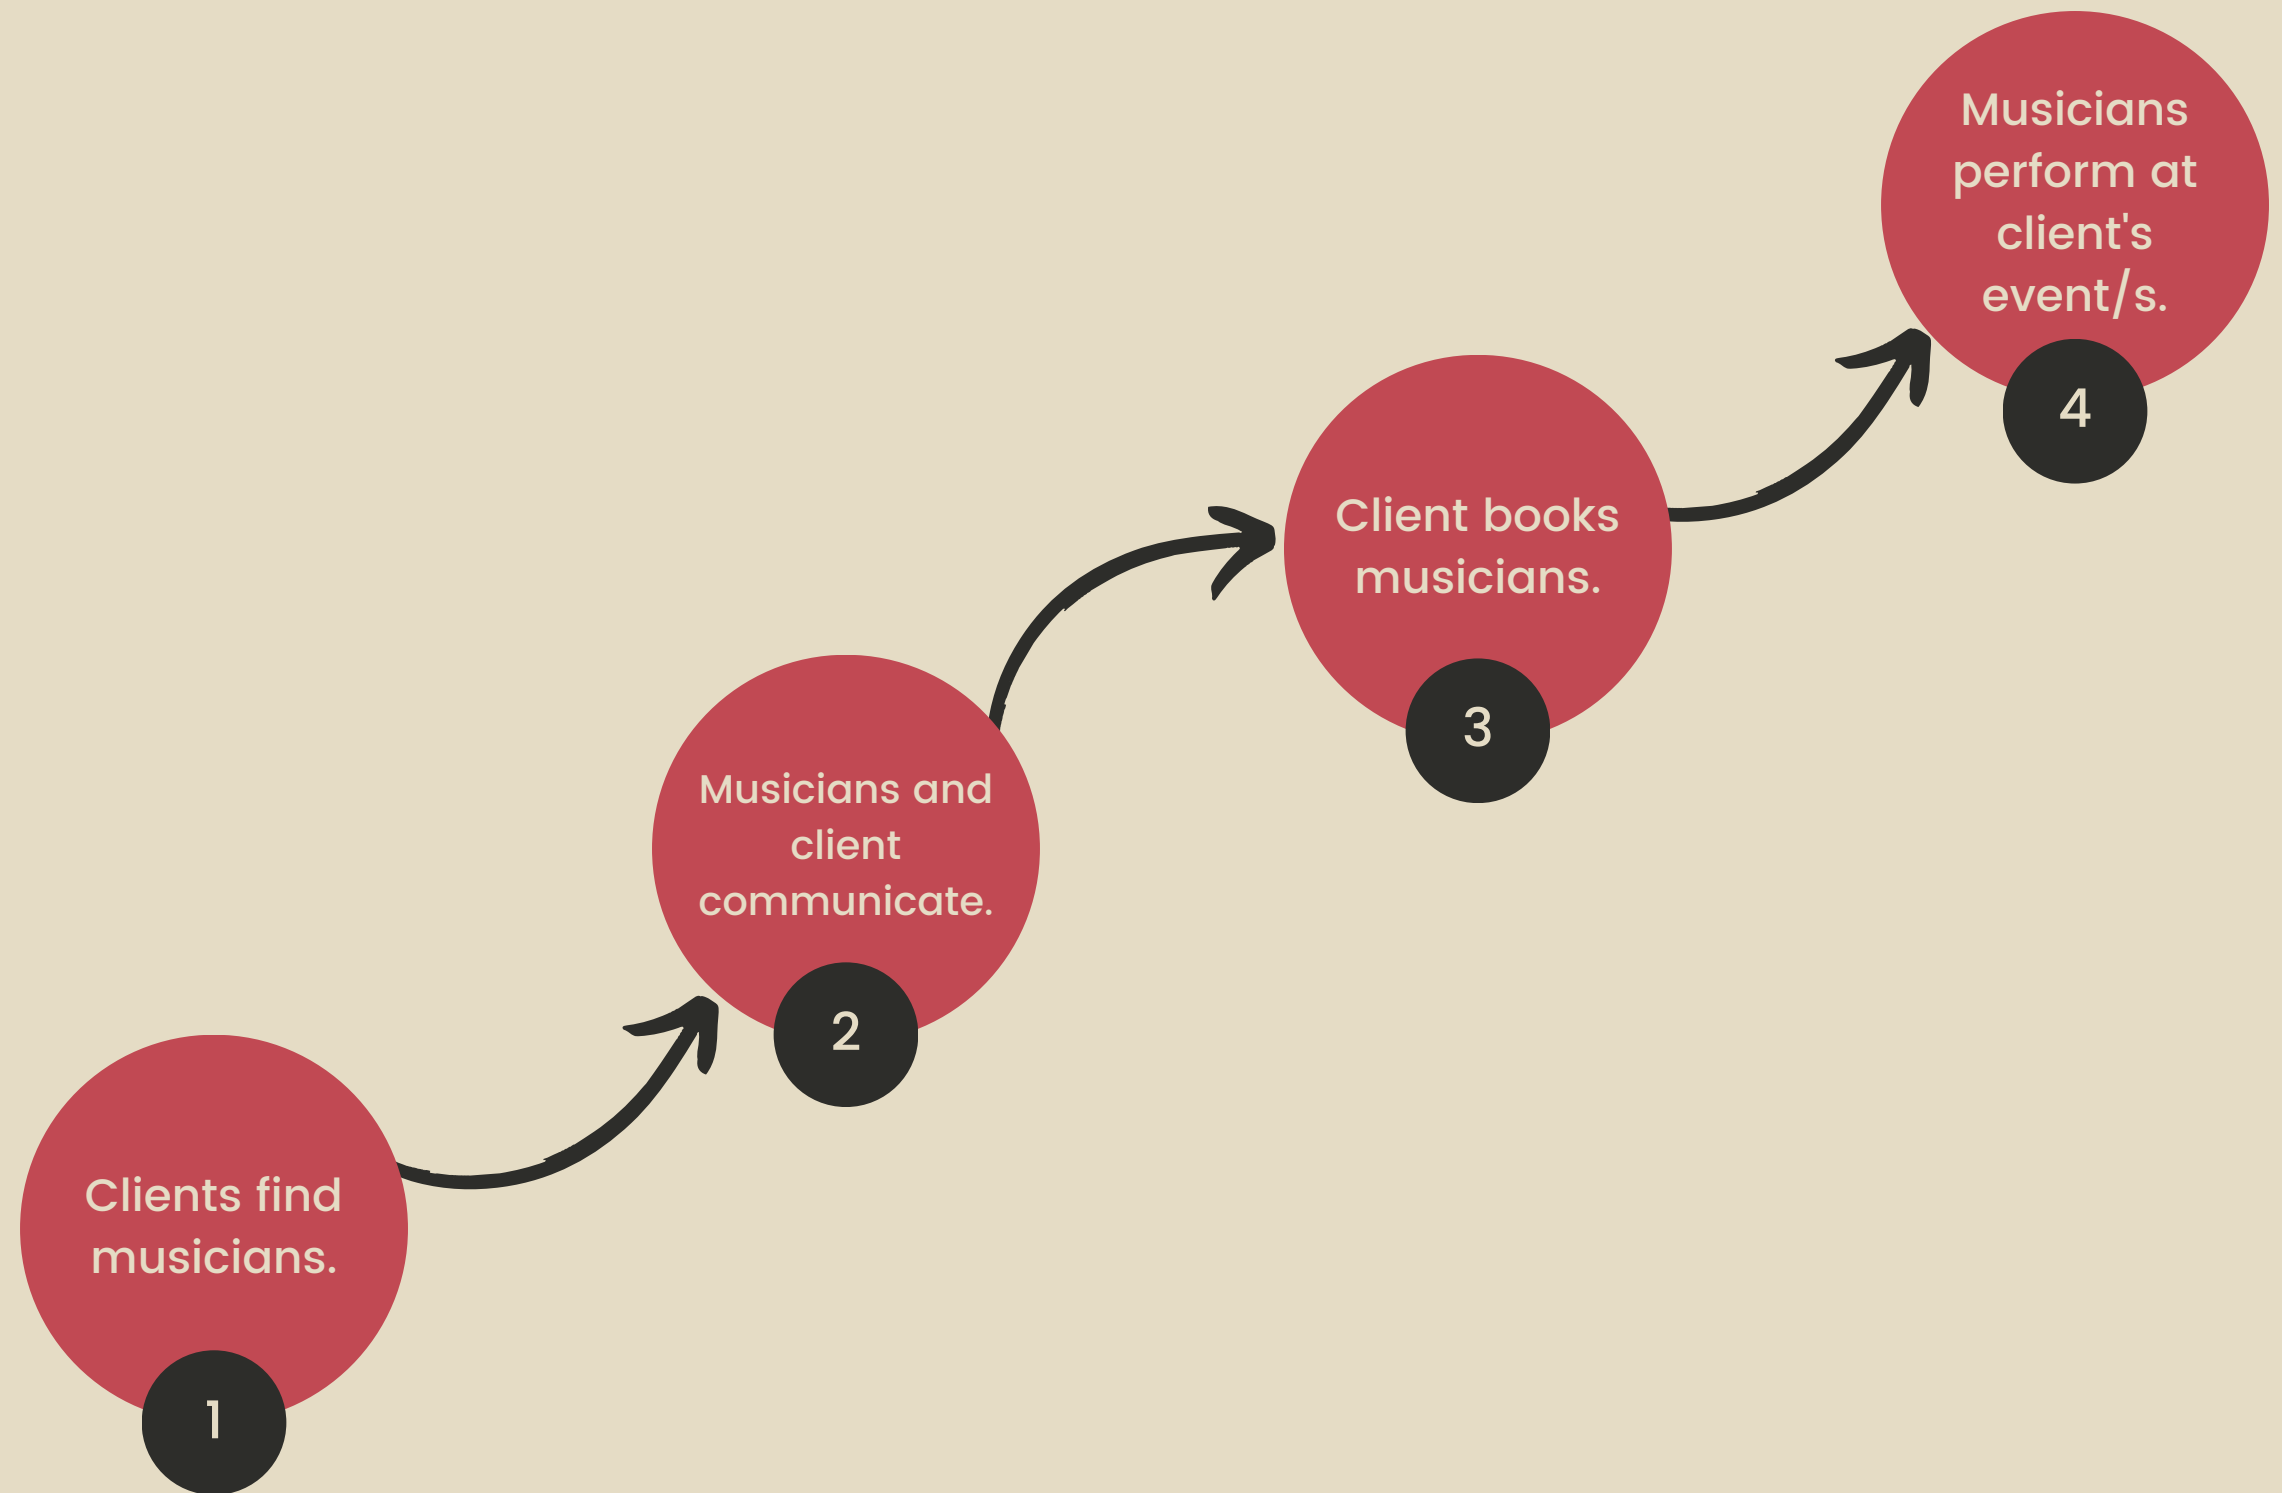 Clients find
musicians.
1
Musicians and
client
communicate.
2
Client books
musicians.
3
Musicians
perform at
client's
event/s.
4